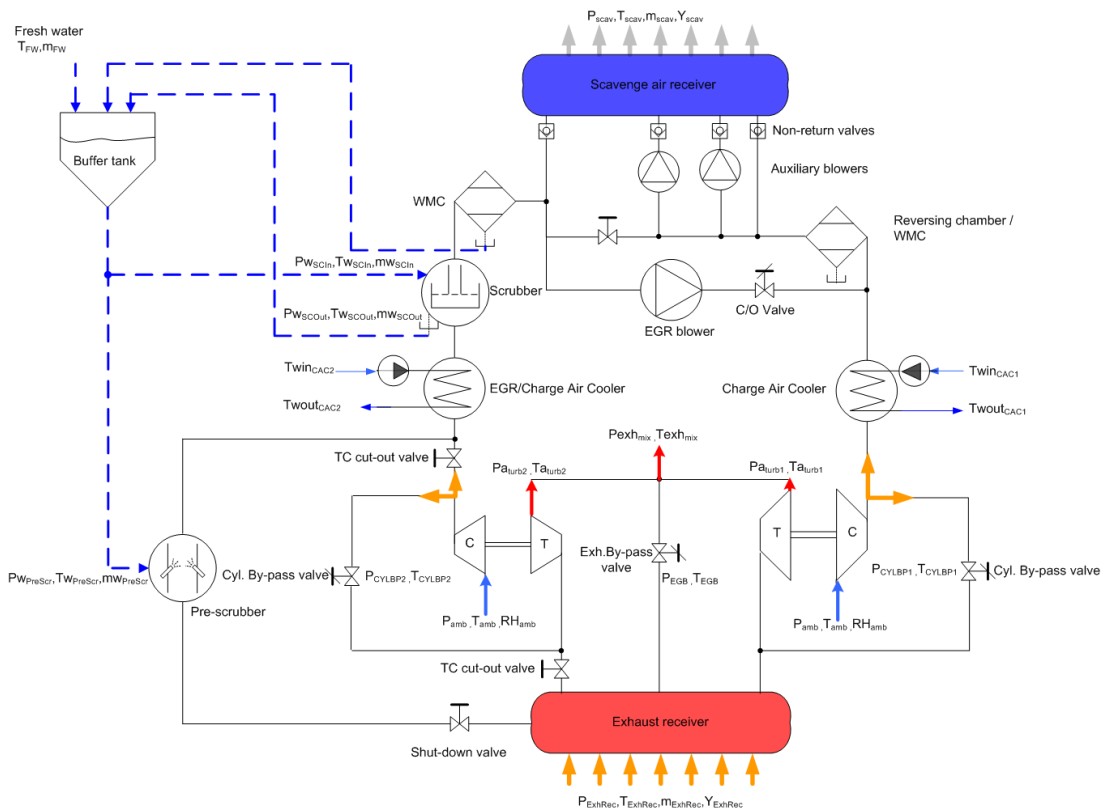 Fresh water
T_FW,m_FW
P_scav,T_scav,m_scav,Y_scav
Scavenge air receiver
Buffer tank
Non-return valves
Auxiliary blowers
WMC
Reversing chamber /
WMC
Pw_SCIn,Tw_SCIn,mw_SCIn
Scrubber
Pw_SCOut,Tw_SCOut,mw_SCOut
EGR blower
C/O Valve
Twin_CAC2
EGR/Charge Air Cooler
Charge Air Cooler
Twin_CAC1
Twout_CAC2
Twout_CAC1
Pexh_mix,Texh_mix
TC cut-out valve
Pa_turb2,Ta_turb2
Pa_turb1,Ta_turb1
C
T
T
C
Exh.By-pass
valve
Pw_PreScr,Tw_PreScr,mw_PreScr
Cyl. By-pass valve
P_CYLBP2,T_CYLBP2
P_EGB,T_EGB
P_CYLBP1,T_CYLBP1
Cyl. By-pass valve
Pre-scrubber
P_amb,T_amb,RH_amb
P_amb,T_amb,RH_amb
TC cut-out valve
Exhaust receiver
Shut-down valve
P_ExhRec,T_ExhRec,m_ExhRec,Y_ExhRec